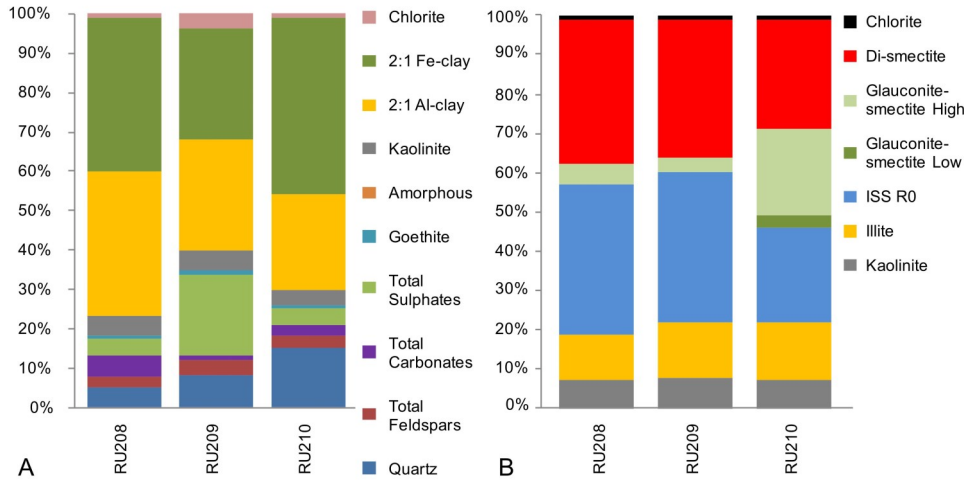 100%
90%
80%
70%
60%
50%
40%
30%
20%
10%
0%
RU208
RU209
RU210
A
Chlorite
2:1 Fe-clay
2:1 Al-clay
Kaolinite
Amorphous
Goethite
Total
Sulphates
Total
Carbonates
Total
Feldspars
Quartz
100%
90%
80%
70%
60%
50%
40%
30%
20%
10%
0%
RU208
RU209
RU210
B
Chlorite
Di-smectite
Glauconite-
smectite High
Glauconite-
smectite Low
ISS R0
Illite
Kaolinite